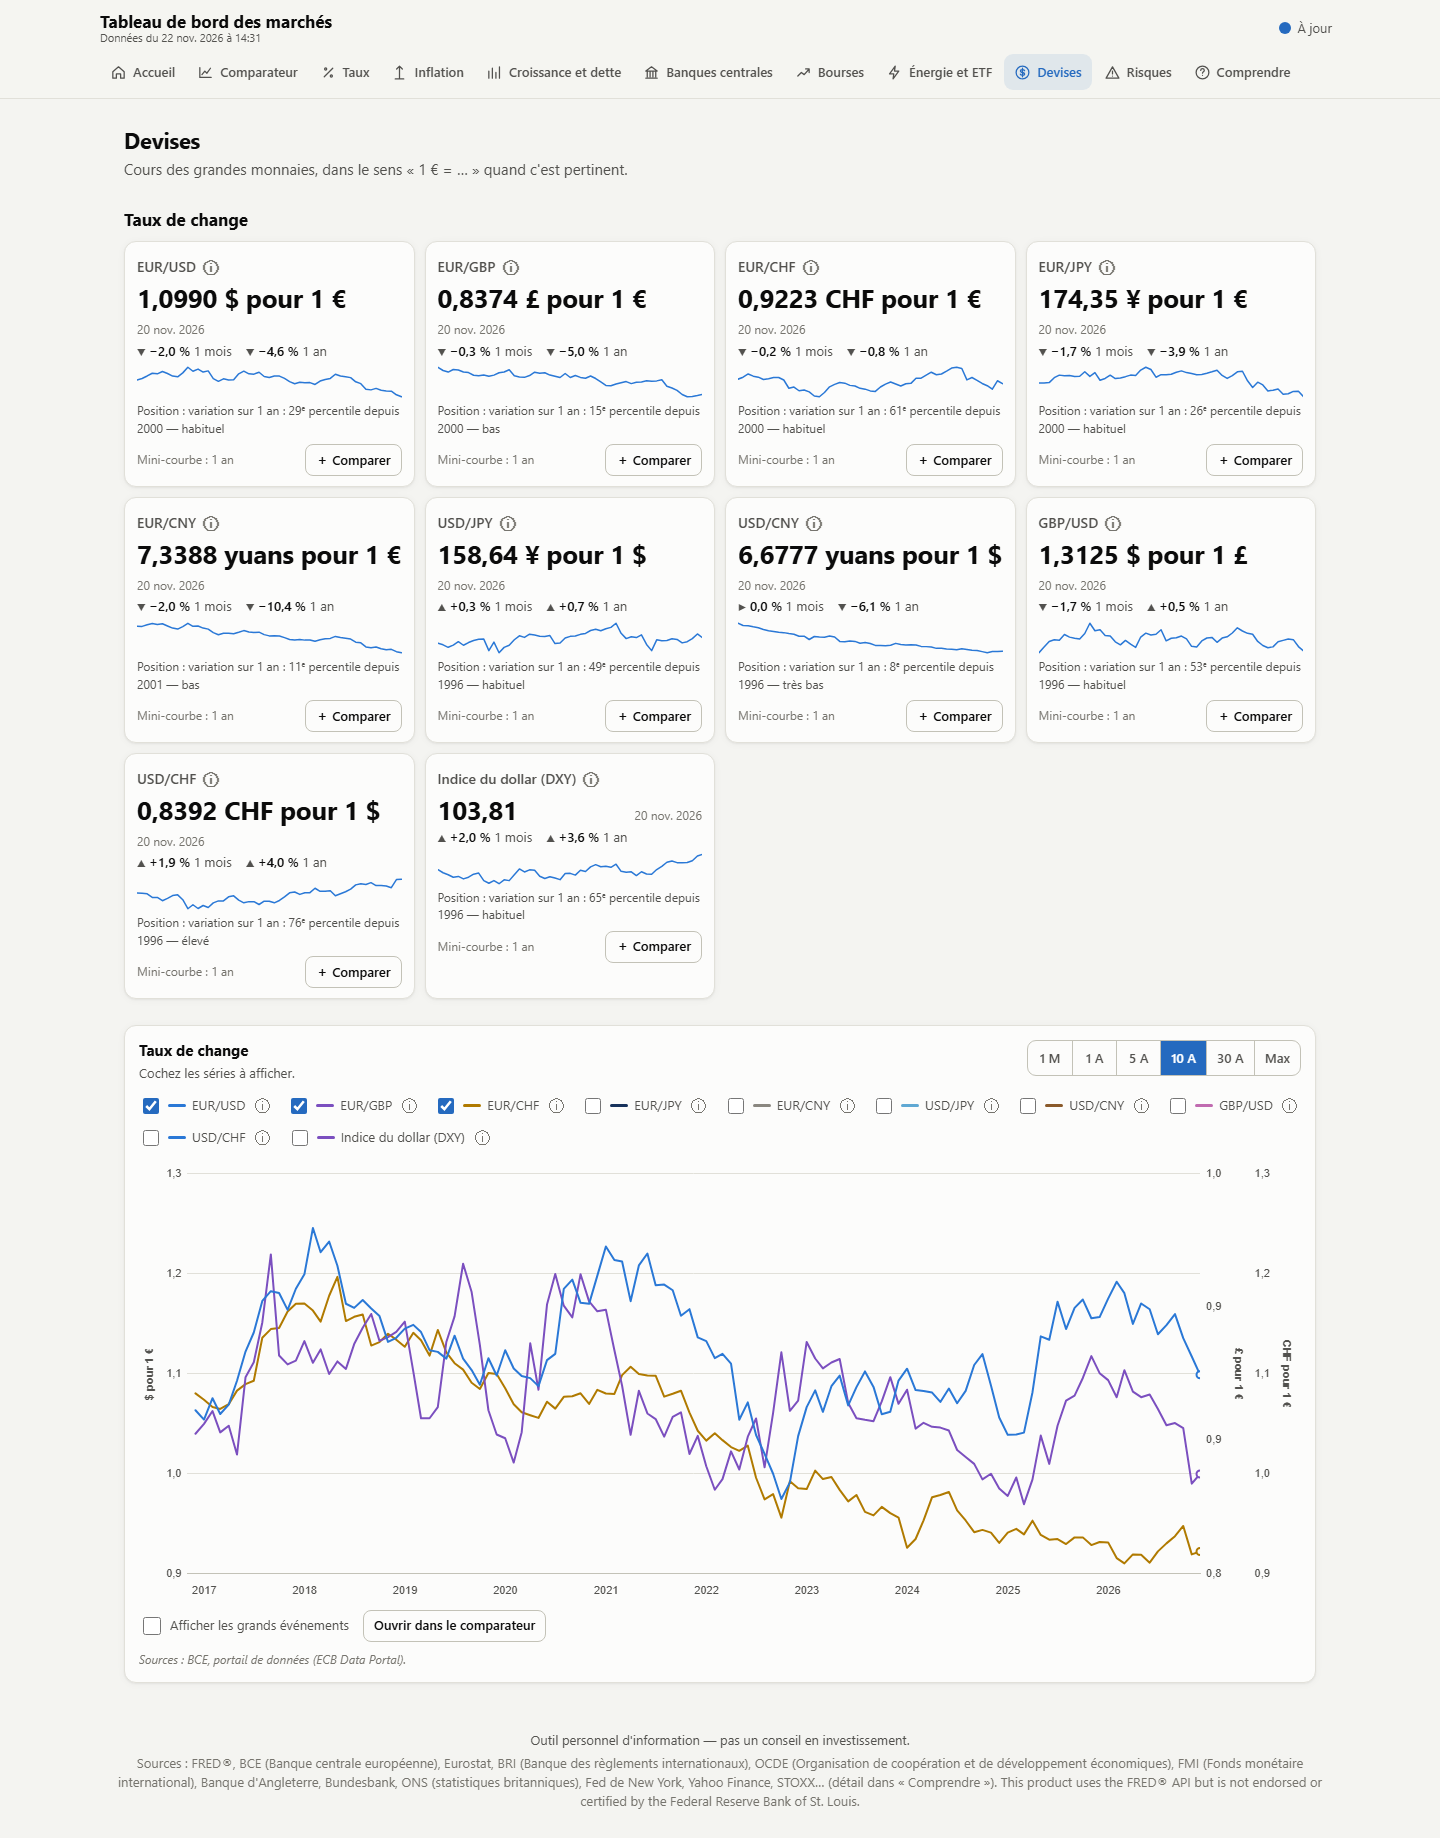 Tableau de bord des marchés
Données du 22 nov. 2026 à 14:31
À jour
Accueil
Comparateur
Taux
Inflation
Croissance et dette
Banques centrales
Bourses
Énergie et ETF
Devises
Risques
Comprendre
Devises
Cours des grandes monnaies, dans le sens « 1 € = … » quand c'est pertinent.
Taux de change
EUR/USD
1,0990 $ pour 1 €
20 nov. 2026
▼ −2,0 % 1 mois ▼ −4,6 % 1 an
Position : variation sur 1 an : 29ᵉ percentile depuis
2000 — habituel
Mini-courbe : 1 an
+ Comparer
EUR/GBP
0,8374 £ pour 1 €
20 nov. 2026
▼ −0,3 % 1 mois ▼ −5,0 % 1 an
Position : variation sur 1 an : 15ᵉ percentile depuis
2000 — bas
Mini-courbe : 1 an
+ Comparer
EUR/CHF
0,9223 CHF pour 1 €
20 nov. 2026
▼ −0,2 % 1 mois ▼ −0,8 % 1 an
Position : variation sur 1 an : 61ᵉ percentile depuis
2000 — habituel
Mini-courbe : 1 an
+ Comparer
EUR/JPY
174,35 ¥ pour 1 €
20 nov. 2026
▼ −1,7 % 1 mois ▼ −3,9 % 1 an
Position : variation sur 1 an : 26ᵉ percentile depuis
2000 — habituel
Mini-courbe : 1 an
+ Comparer
EUR/CNY
7,3388 yuans pour 1 €
20 nov. 2026
▼ −2,0 % 1 mois ▼ −10,4 % 1 an
Position : variation sur 1 an : 11ᵉ percentile depuis
2001 — bas
Mini-courbe : 1 an
+ Comparer
USD/JPY
158,64 ¥ pour 1 $
20 nov. 2026
▲ +0,3 % 1 mois ▲ +0,7 % 1 an
Position : variation sur 1 an : 49ᵉ percentile depuis
1996 — habituel
Mini-courbe : 1 an
+ Comparer
USD/CNY
6,6777 yuans pour 1 $
20 nov. 2026
▶ 0,0 % 1 mois ▼ −6,1 % 1 an
Position : variation sur 1 an : 8ᵉ percentile depuis
1996 — très bas
Mini-courbe : 1 an
+ Comparer
GBP/USD
1,3125 $ pour 1 £
20 nov. 2026
▼ −1,7 % 1 mois ▲ +0,5 % 1 an
Position : variation sur 1 an : 53ᵉ percentile depuis
1996 — habituel
Mini-courbe : 1 an
+ Comparer
USD/CHF
0,8392 CHF pour 1 $
20 nov. 2026
▲ +1,9 % 1 mois ▲ +4,0 % 1 an
Position : variation sur 1 an : 76ᵉ percentile depuis
1996 — élevé
Mini-courbe : 1 an
+ Comparer
Indice du dollar (DXY)
103,81
20 nov. 2026
▲ +2,0 % 1 mois ▲ +3,6 % 1 an
Position : variation sur 1 an : 65ᵉ percentile depuis
1996 — habituel
Mini-courbe : 1 an
+ Comparer
Taux de change
Cochez les séries à afficher.
1 M 1 A 5 A 10 A 30 A Max
EUR/USD EUR/GBP EUR/CHF EUR/JPY EUR/CNY USD/JPY USD/CNY GBP/USD
USD/CHF Indice du dollar (DXY)
1,3
1,2
1,1
1,0
0,9
$ pour 1 €
1,0
0,9
0,9
0,8
£ pour 1 €
1,3
1,2
1,1
1,0
0,9
CHF pour 1 €
2017 2018 2019 2020 2021 2022 2023 2024 2025 2026
Afficher les grands événements
Ouvrir dans le comparateur
Sources : BCE, portail de données (ECB Data Portal).
Outil personnel d'information — pas un conseil en investissement.
Sources : FRED®, BCE (Banque centrale européenne), Eurostat, BRI (Banque des règlements internationaux), OCDE (Organisation de coopération et de développement économiques), FMI (Fonds monétaire
international), Banque d'Angleterre, Bundesbank, ONS (statistiques britanniques), Fed de New York, Yahoo Finance, STOXX… (détail dans « Comprendre »). This product uses the FRED® API but is not endorsed or
certified by the Federal Reserve Bank of St. Louis.